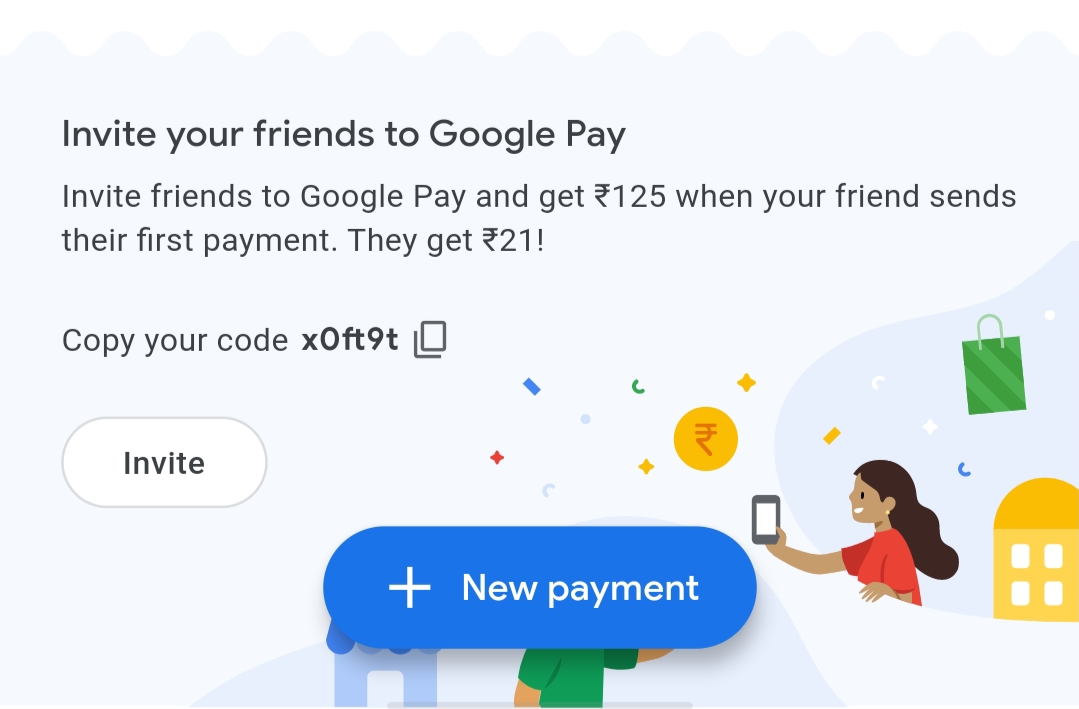 Invite your friends to Google Pay
Invite friends to Google Pay and get ₹125 when your friend sends
their first payment. They get ₹21!
Copy your code x0ft9t
Invite
₹
New payment